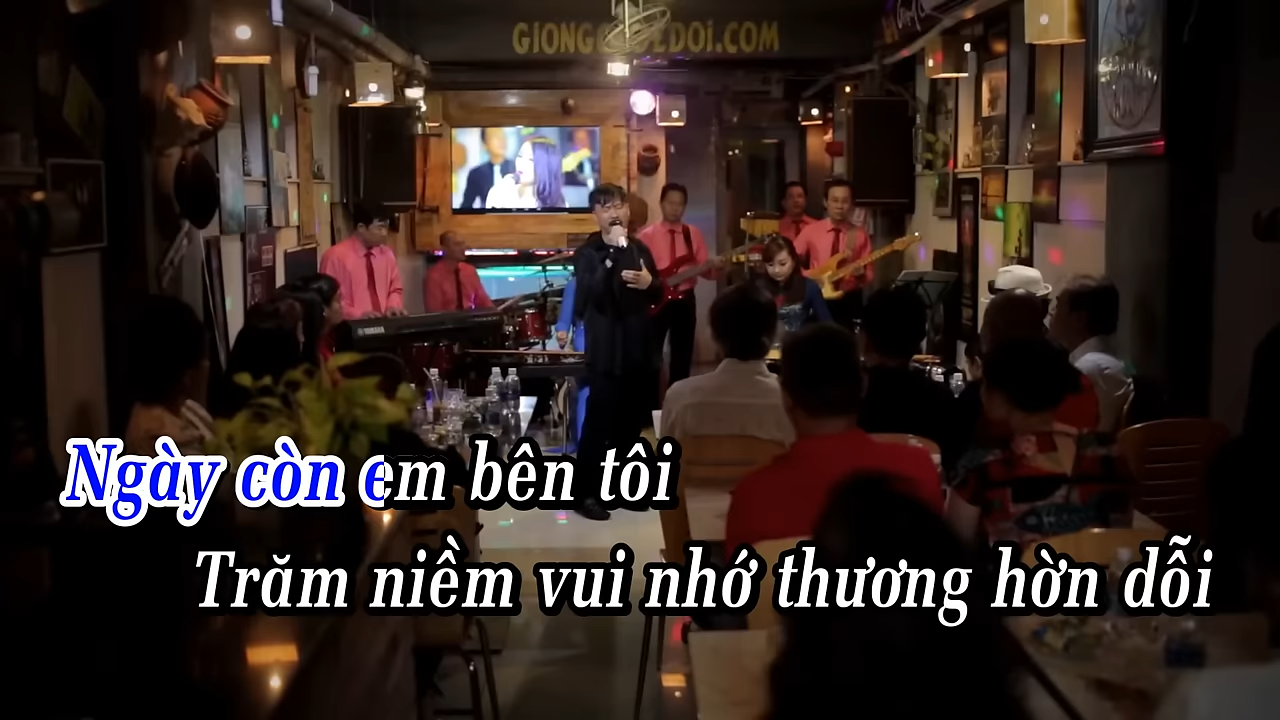 YAMAHA
Ngày còn em bên tôi
Trăm niềm vui nhớ thương hờn dỗi